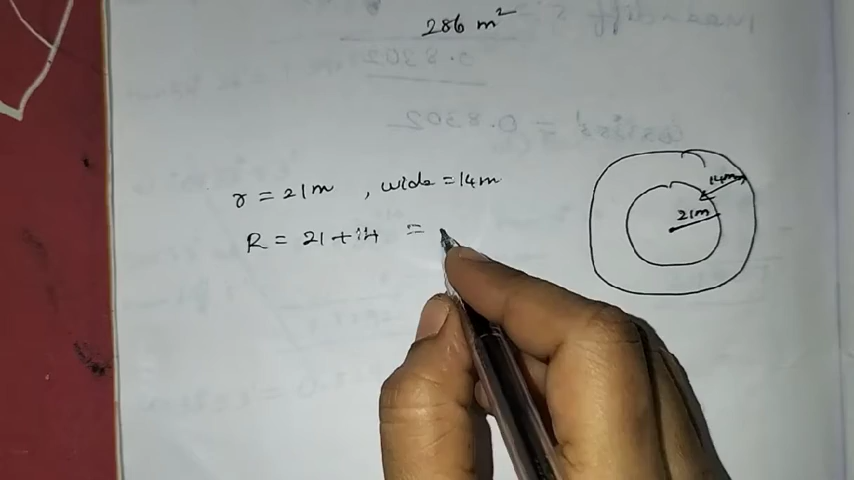 286 m²
r = 21m , wide = 14m
R = 21 + 14 =
14m
21m